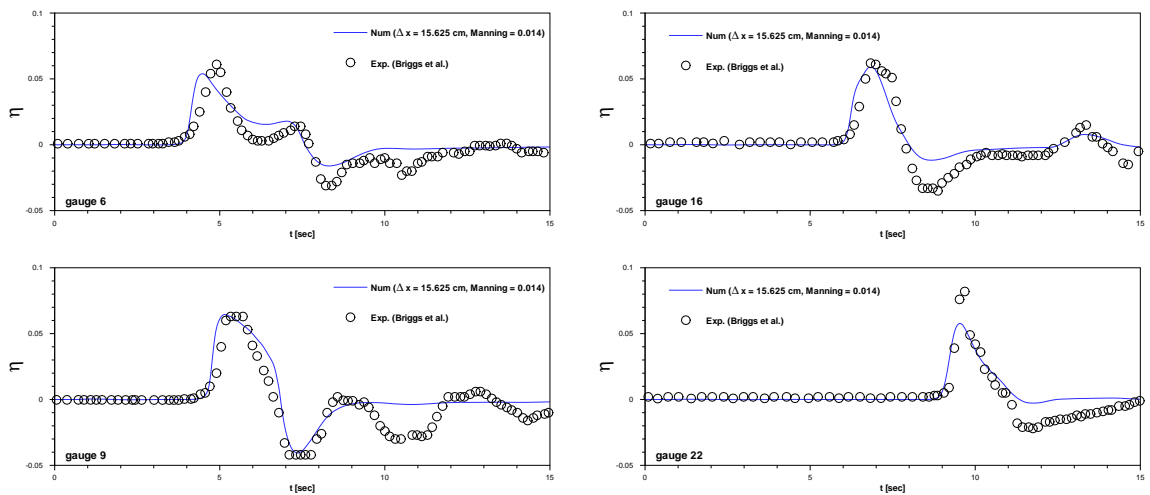 0.1
Num (Δ x = 15.625 cm, Manning = 0.014)
Exp. (Briggs et al.)
0.05
η
0
gauge 6
-0.05
0
5
10
15
t [sec]
0.1
Num (Δ x = 15.625 cm, Manning = 0.014)
Exp. (Briggs et al.)
0.05
η
0
gauge 16
-0.05
0
5
10
15
t [sec]
0.1
Num (Δ x = 15.625 cm, Manning = 0.014)
Exp. (Briggs et al.)
0.05
η
0
gauge 9
-0.05
0
5
10
15
t [sec]
0.1
Num (Δ x = 15.625 cm, Manning = 0.014)
Exp. (Briggs et al.)
0.05
η
0
gauge 22
-0.05
0
5
10
15
t [sec]